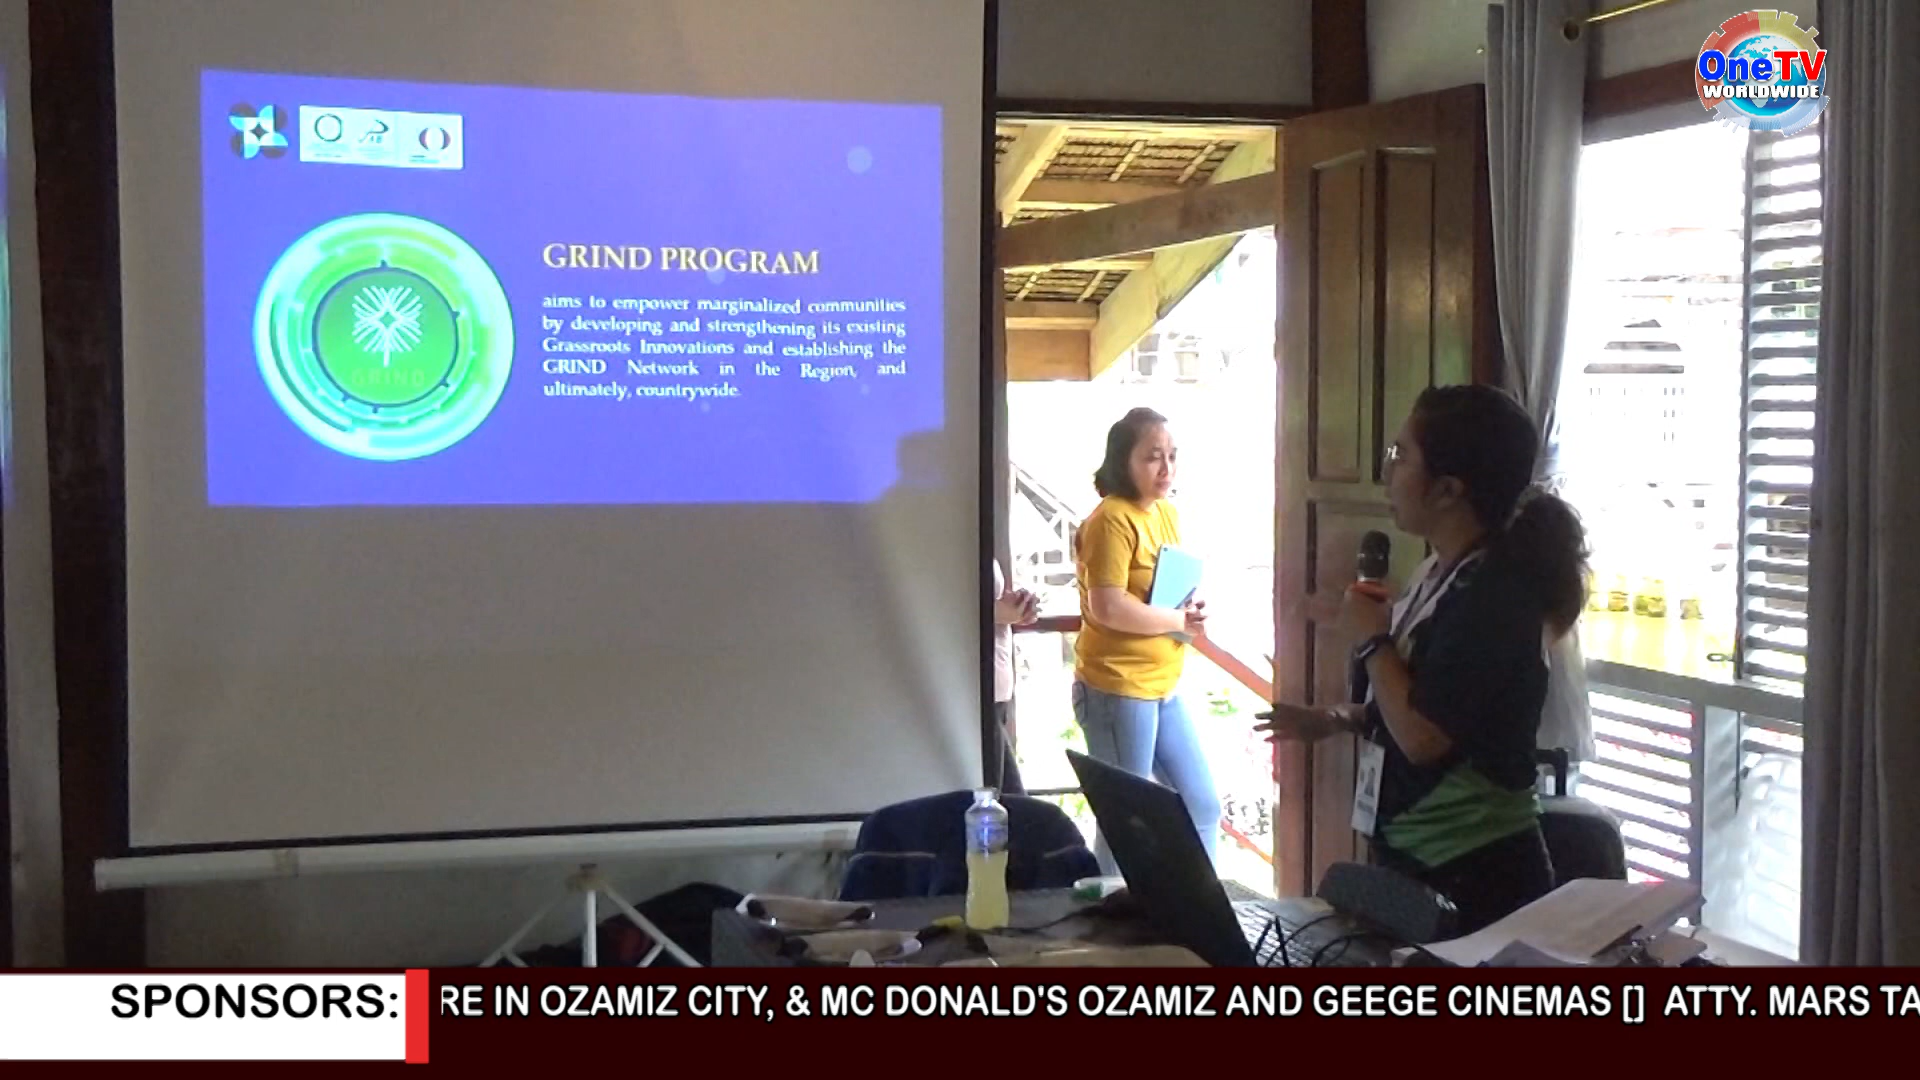 OneTV
WORLDWIDE
GRIND PROGRAM
aims to empower marginalized communities
by developing and strengthening its existing
Grassroots Innovations and establishing the
GRIND Network in the Region, and
ultimately, countrywide.
GRIND
SPONSORS:
RE IN OZAMIZ CITY, & MC DONALD'S OZAMIZ AND GEEGE CINEMAS [] ATTY. MARS TA